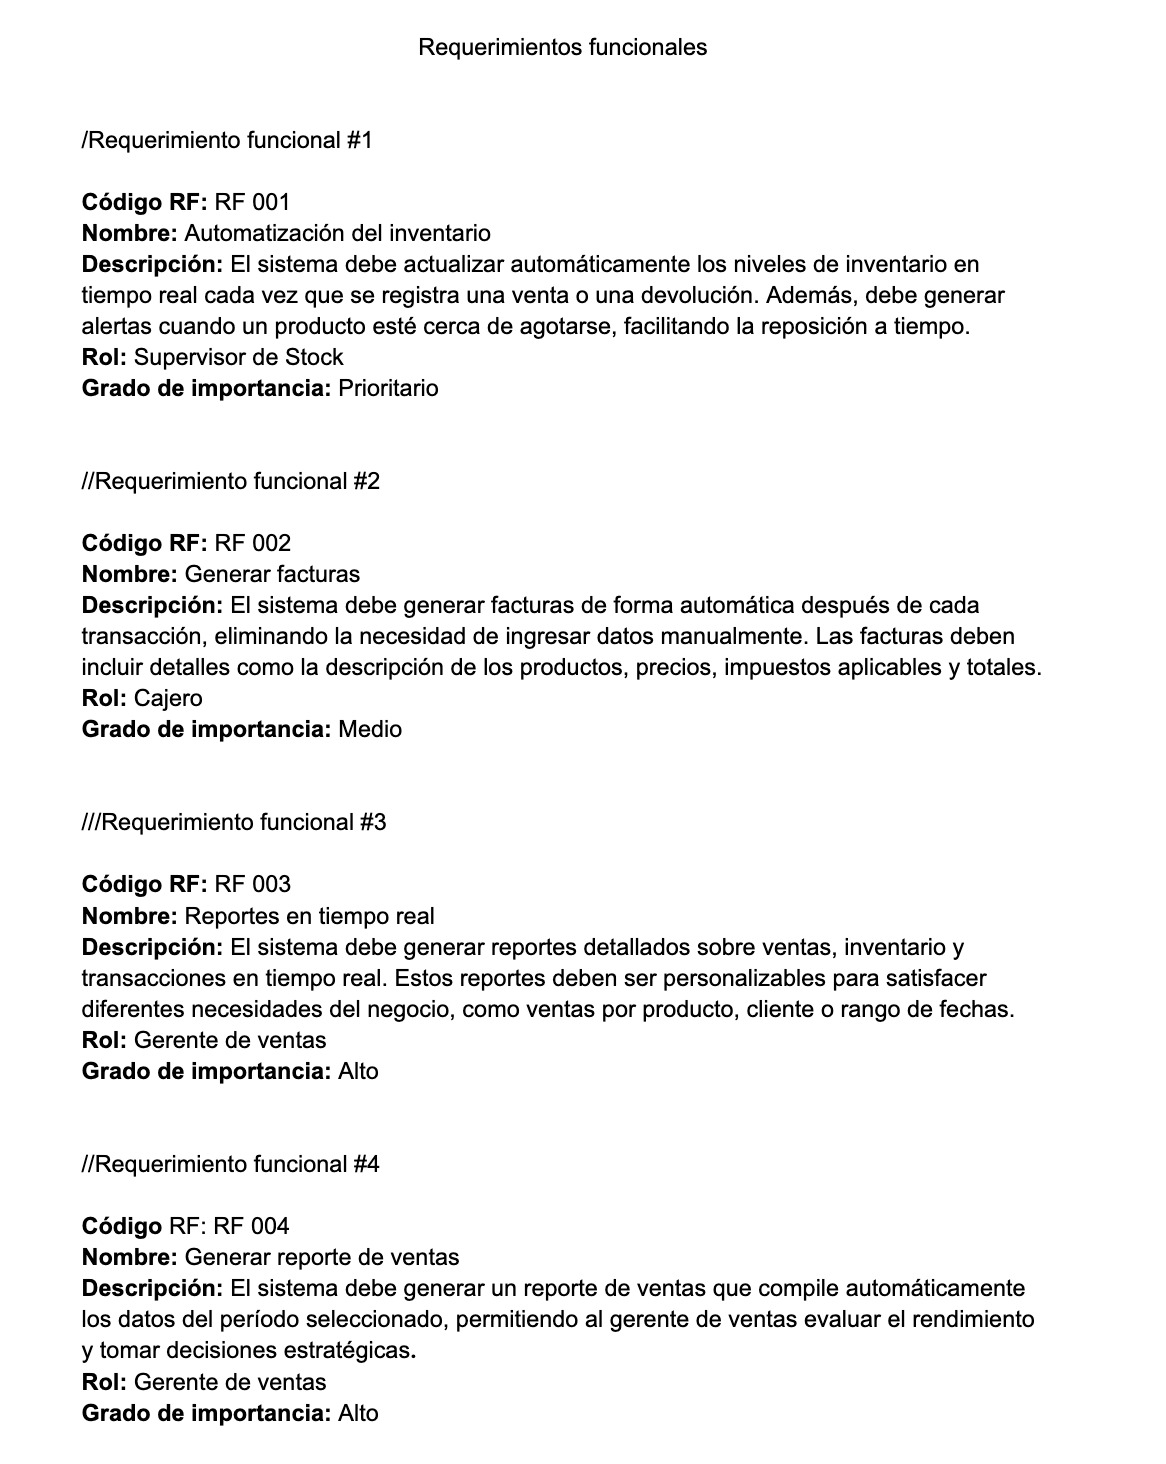 Requerimientos funcionales
/Requerimiento funcional #1
Código RF: RF 001
Nombre: Automatización del inventario
Descripción: El sistema debe actualizar automáticamente los niveles de inventario en
tiempo real cada vez que se registra una venta o una devolución. Además, debe generar
alertas cuando un producto esté cerca de agotarse, facilitando la reposición a tiempo.
Rol: Supervisor de Stock
Grado de importancia: Prioritario
//Requerimiento funcional #2
Código RF: RF 002
Nombre: Generar facturas
Descripción: El sistema debe generar facturas de forma automática después de cada
transacción, eliminando la necesidad de ingresar datos manualmente. Las facturas deben
incluir detalles como la descripción de los productos, precios, impuestos aplicables y totales.
Rol: Cajero
Grado de importancia: Medio
///Requerimiento funcional #3
Código RF: RF 003
Nombre: Reportes en tiempo real
Descripción: El sistema debe generar reportes detallados sobre ventas, inventario y
transacciones en tiempo real. Estos reportes deben ser personalizables para satisfacer
diferentes necesidades del negocio, como ventas por producto, cliente o rango de fechas.
Rol: Gerente de ventas
Grado de importancia: Alto
//Requerimiento funcional #4
Código RF: RF 004
Nombre: Generar reporte de ventas
Descripción: El sistema debe generar un reporte de ventas que compile automáticamente
los datos del período seleccionado, permitiendo al gerente de ventas evaluar el rendimiento
y tomar decisiones estratégicas.
Rol: Gerente de ventas
Grado de importancia: Alto